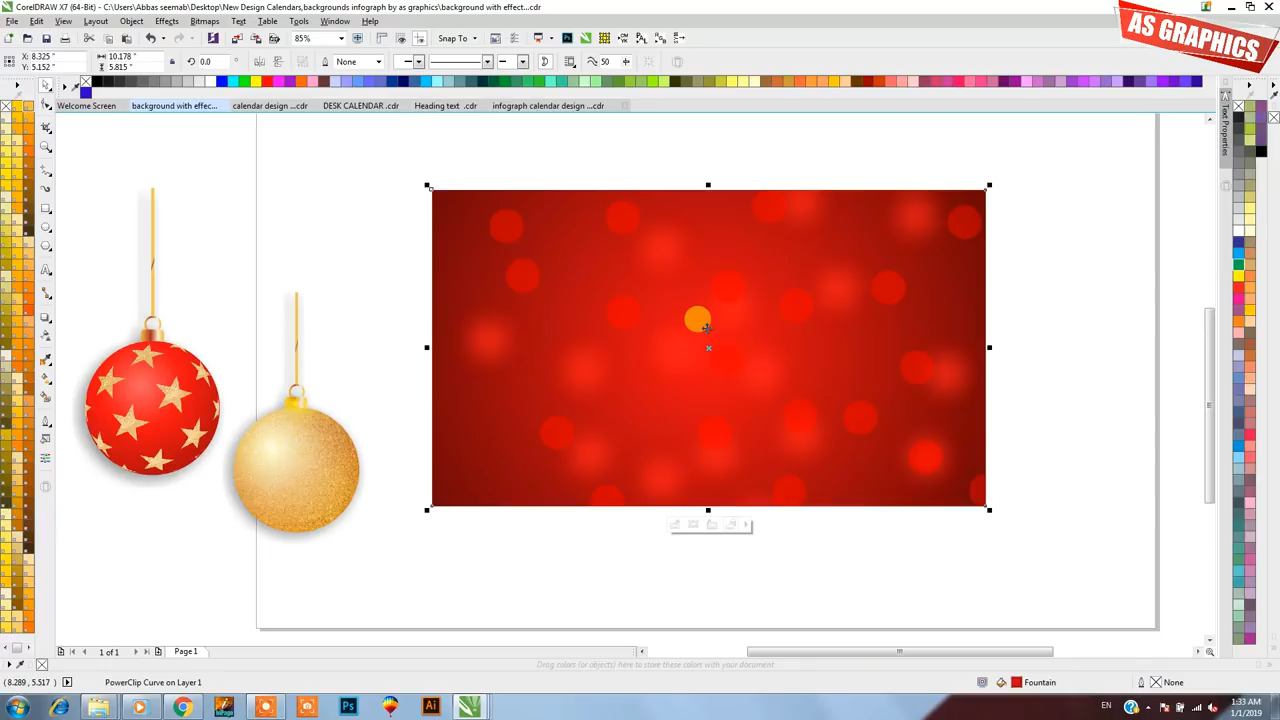 CorelDRAW X7 (64-Bit) - C:\Users\Abbas seemab\Desktop\New Design Calendars,backgrounds infograph by as graphics\background with effect...cdr
AS GRAPHICS
File Edit View Layout Object Effects Bitmaps Text Table Tools Window Help
85% Snap To
X: 8.325 "
Y: 5.152 "
10.178 "
5.815 "
0.0 °
None
50
Welcome Screen background with effec... calendar design ...cdr DESK CALENDAR .cdr Heading text .cdr infograph calendar design ...cdr
Text Properties
1 of 1 Page 1
Drag colors (or objects) here to store these colors with your document
(8.289, 5.517) PowerClip Curve on Layer 1 Fountain None
EN
1:33 AM
1/1/2019